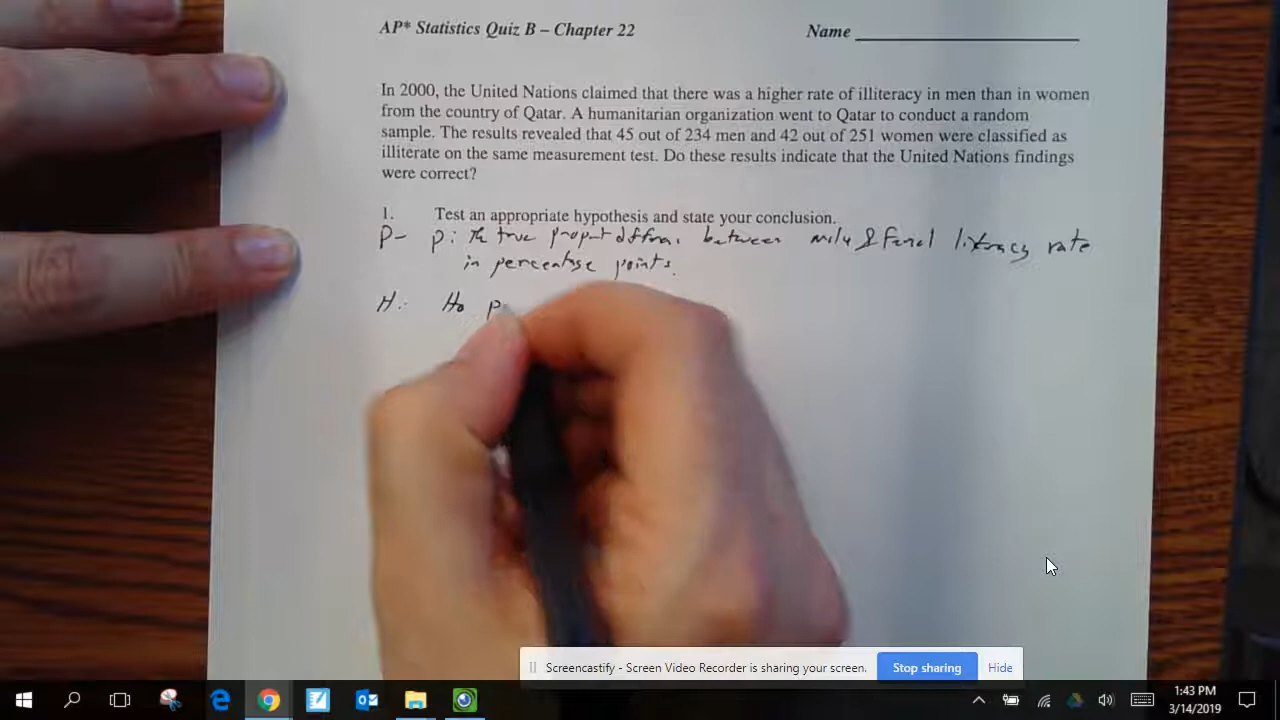 AP* Statistics Quiz B – Chapter 22 Name
In 2000, the United Nations claimed that there was a higher rate of illiteracy in men than in women
from the country of Qatar. A humanitarian organization went to Qatar to conduct a random
sample. The results revealed that 45 out of 234 men and 42 out of 251 women were classified as
illiterate on the same measurement test. Do these results indicate that the United Nations findings
were correct?
1. Test an appropriate hypothesis and state your conclusion.
P– p: the true between & literacy rate
in percentage points.
H: Ho p
Screencastify - Screen Video Recorder is sharing your screen. Stop sharing Hide
1:43 PM
3/14/2019